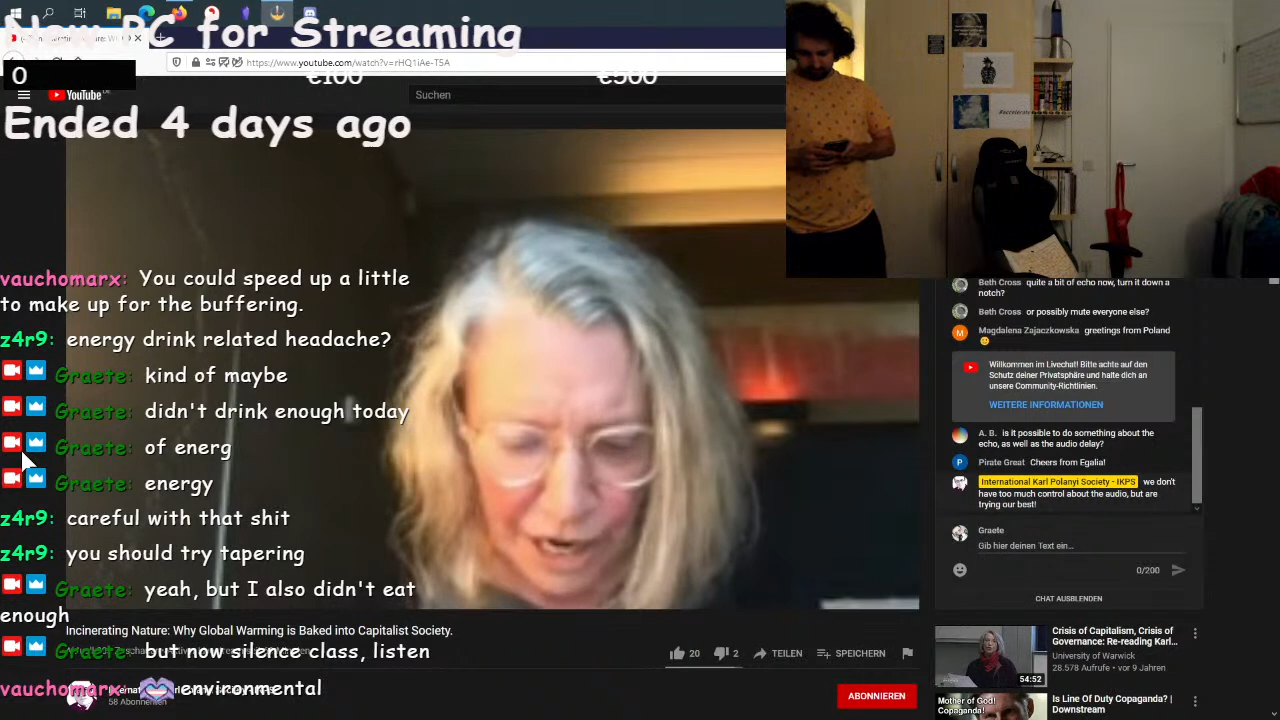 New PC for Streaming
0
https://www.youtube.com/watch?v=rHQ1iAe-T5A
€100
€500
YouTube
Suchen
Ended 4 days ago
#accelerate
vauchomarx: You could speed up a little
to make up for the buffering.
z4r9: energy drink related headache?
Graete: kind of maybe
Graete: didn't drink enough today
Graete: of energ
Graete: energy
z4r9: careful with that shit
z4r9: you should try tapering
Graete: yeah, but I also didn't eat
enough
Graete: but now silence class, listen
vauchomarx: environmental
Incinerating Nature: Why Global Warming is Baked into Capitalist Society.
20
2
TEILEN
SPEICHERN
58 Abonnenten
ABONNIEREN
Beth Cross quite a bit of echo now, turn it down a
notch?
Beth Cross or possibly mute everyone else?
Magdalena Zajaczkowska greetings from Poland
Willkommen im Livechat! Bitte achte auf den
Schutz deiner Privatsphäre und halte dich an
unsere Community-Richtlinien.
WEITERE INFORMATIONEN
A. B. is it possible to do something about the
echo, as well as the audio delay?
Pirate Great Cheers from Egalia!
International Karl Polanyi Society - IKPS we don't
have too much control about the audio, but are
trying our best!
Graete
Gib hier deinen Text ein...
0/200
CHAT AUSBLENDEN
Crisis of Capitalism, Crisis of
Governance: Re-reading Karl...
University of Warwick
28.578 Aufrufe • vor 9 Jahren
54:52
Mother of God!
Copaganda!
Is Line Of Duty Copaganda? |
Downstream